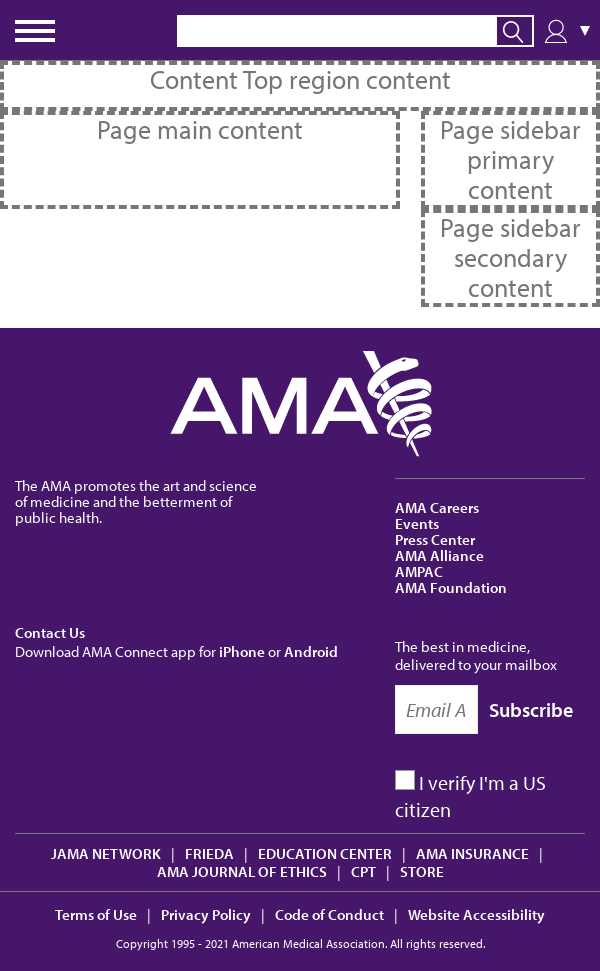 ▼
Content Top region content
Page main content
Page sidebar
primary
content
Page sidebar
secondary
content
AMA
The AMA promotes the art and science
of medicine and the betterment of
public health.
AMA Careers
Events
Press Center
AMA Alliance
AMPAC
AMA Foundation
Contact Us
Download AMA Connect app for iPhone or Android
The best in medicine,
delivered to your mailbox
Email A
Subscribe
I verify I'm a US
citizen
JAMA NETWORK | FRIEDA | EDUCATION CENTER | AMA INSURANCE |
AMA JOURNAL OF ETHICS | CPT | STORE
Terms of Use | Privacy Policy | Code of Conduct | Website Accessibility
Copyright 1995 - 2021 American Medical Association. All rights reserved.